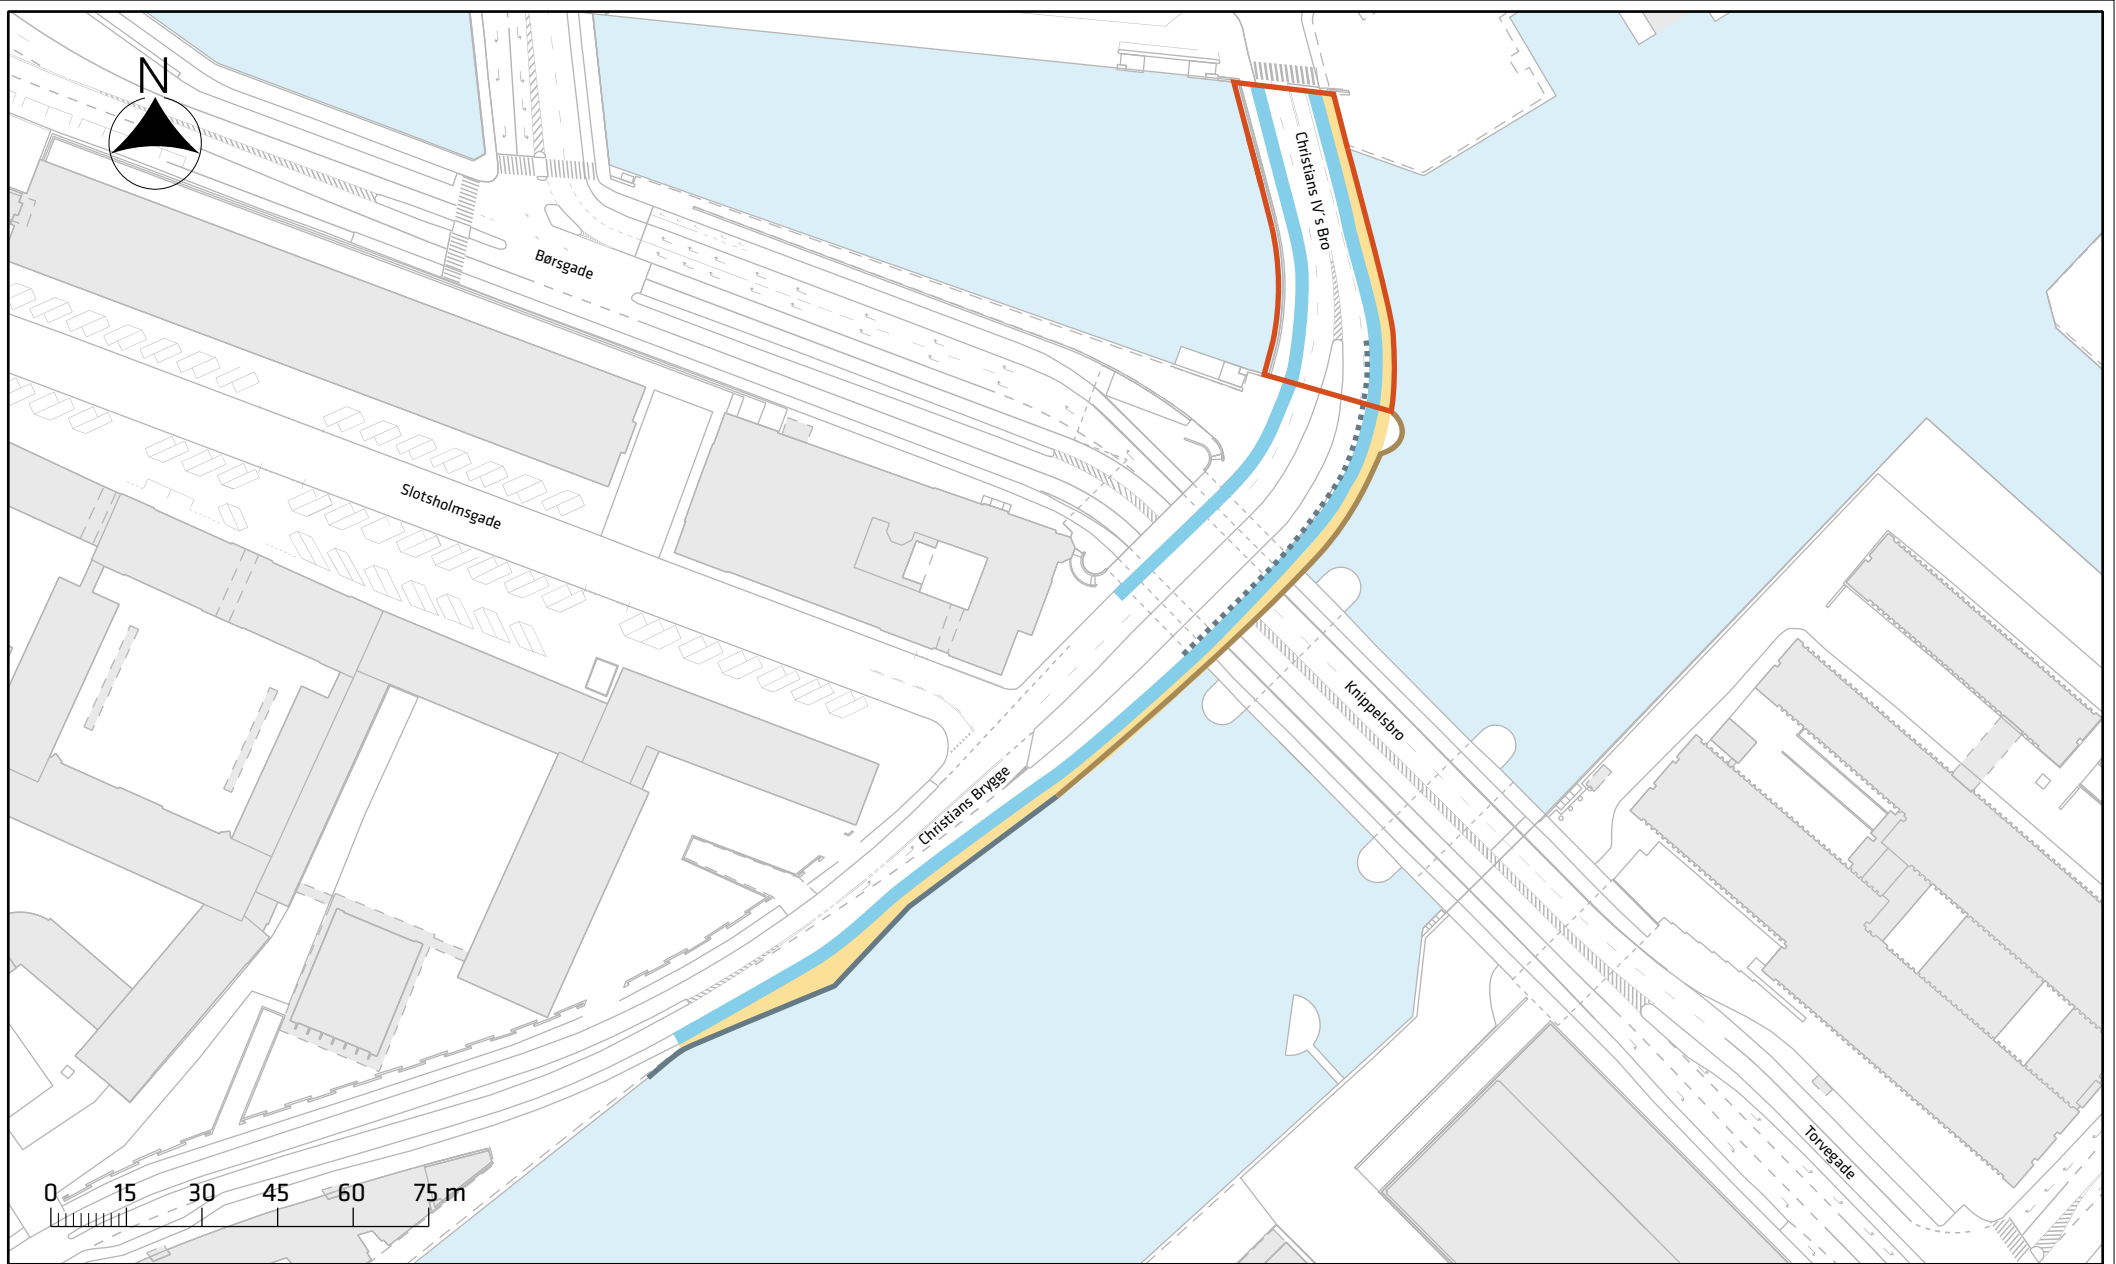 N
Christians IV´s Bro
Børsgade
Slotsholmsgade
Knippelsbro
Christians Brygge
Torvegade
0 15 30 45 60 75 m